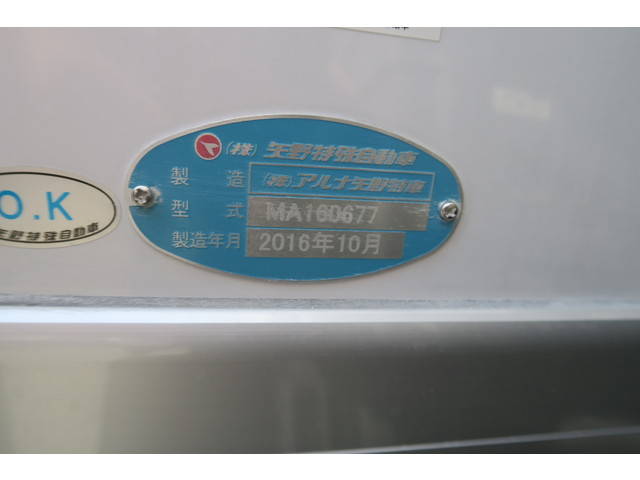 (株) 矢野特殊自動車
製造 (株)アルナ矢野特車
型式 MA16D677
製造年月 2016年10月
O.K
矢野特殊自動車